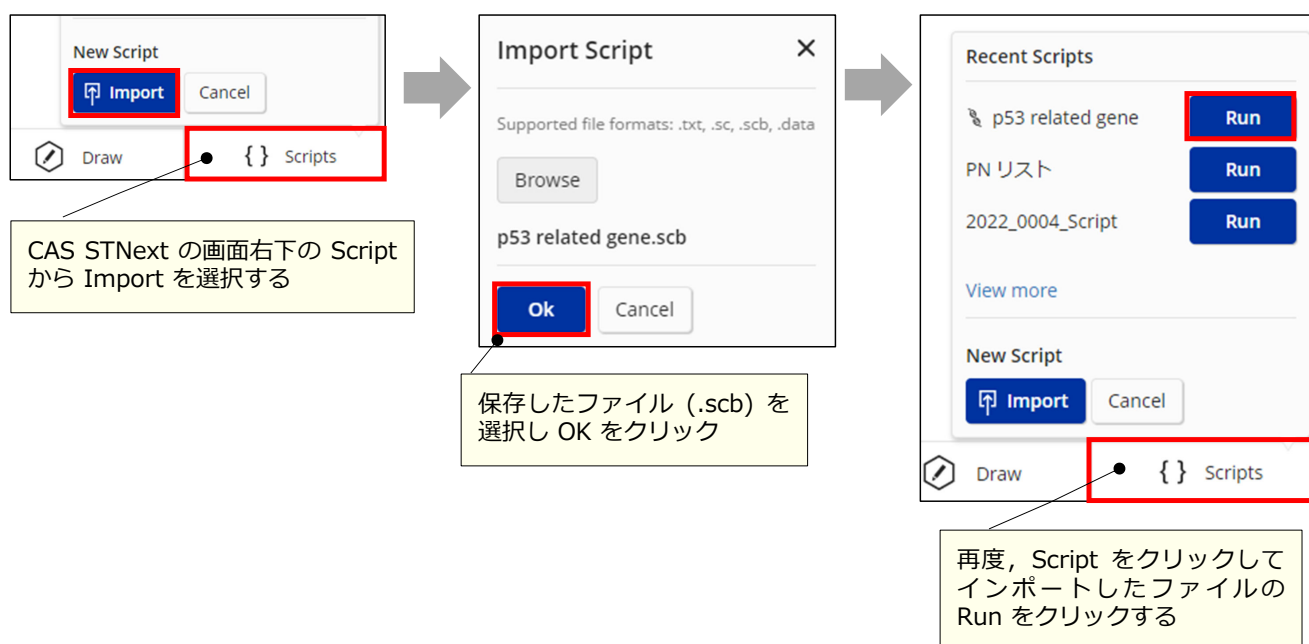 New Script
Import
Cancel
Draw
{ } Scripts
CAS STNext の画面右下の Script
から Import を選択する
Import Script
Supported file formats: .txt, .sc, .scb, .data
Browse
p53 related gene.scb
Ok
Cancel
保存したファイル (.scb) を
選択し OK をクリック
Recent Scripts
p53 related gene
Run
PN リスト
Run
2022_0004_Script
Run
View more
New Script
Import
Cancel
Draw
{ } Scripts
再度, Script をクリックして
インポートしたファイルの
Run をクリックする